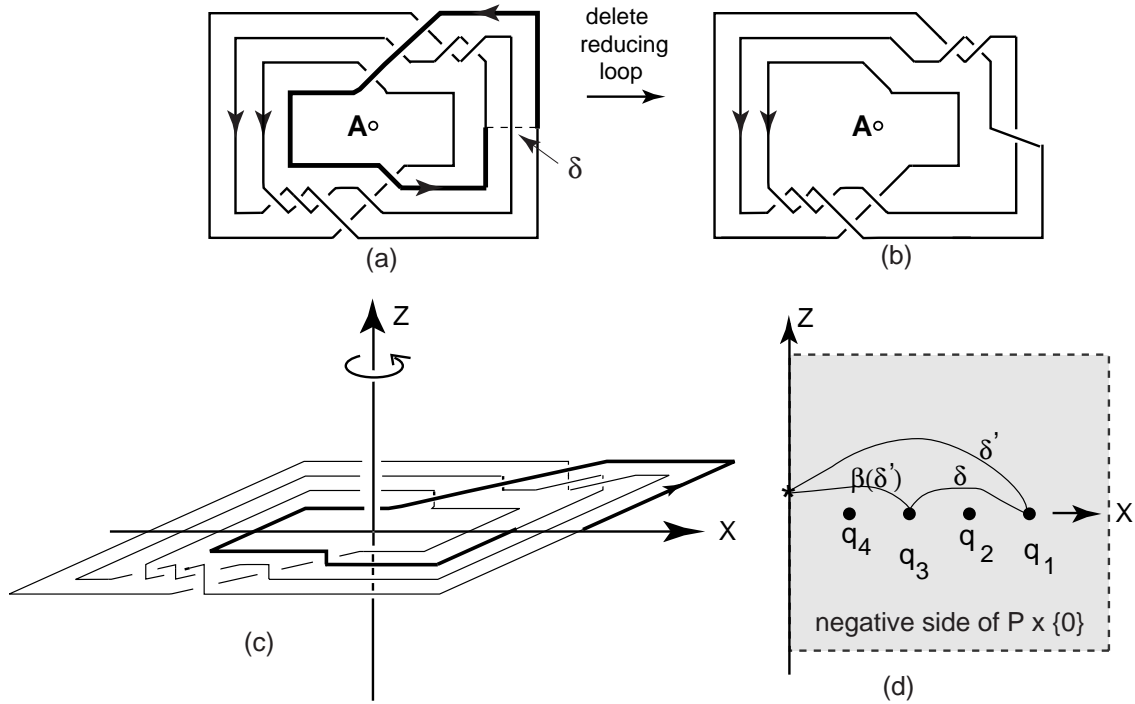 delete
reducing
loop
A
A
δ
(a)
(b)
Z
X
(c)
Z
δ'
β(δ')
δ
*
X
q4
q3
q2
q1
negative side of P x {0}
(d)